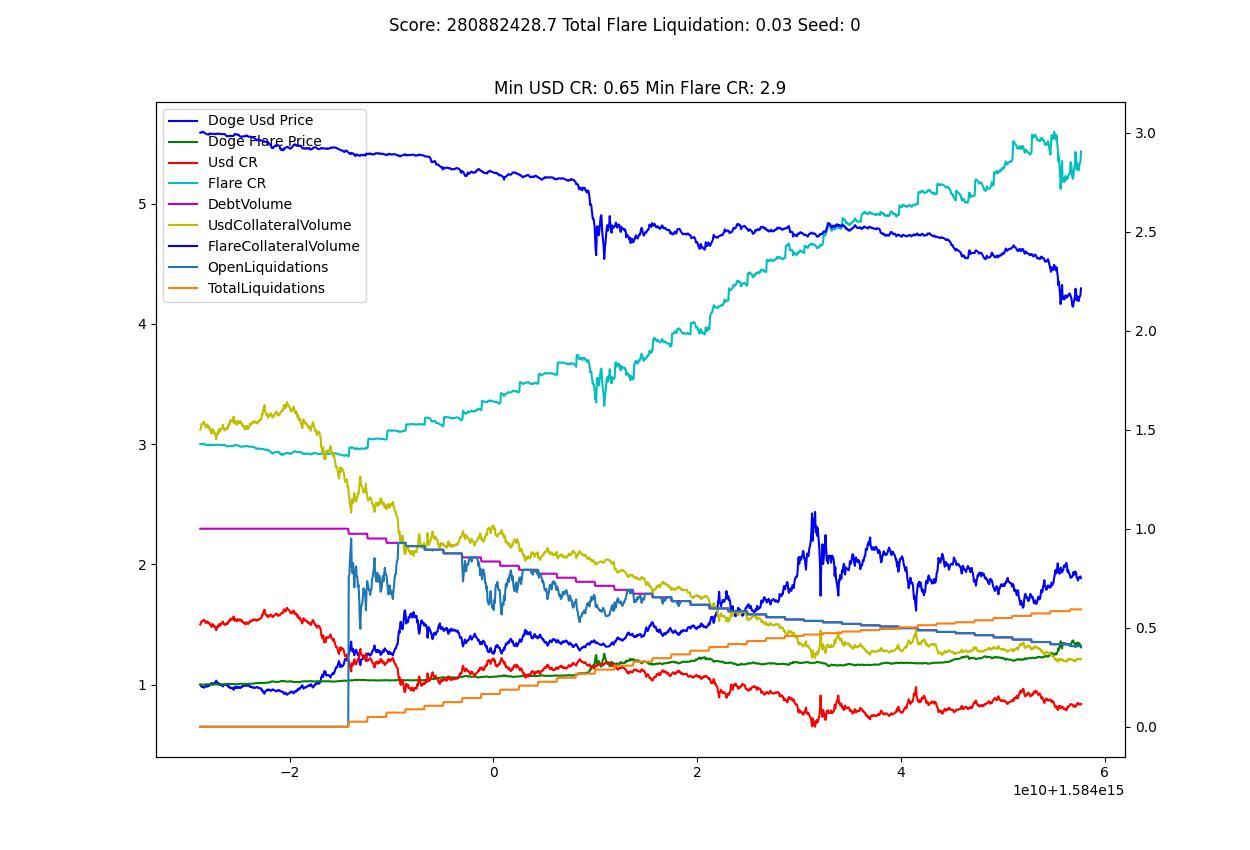 Score: 280882428.7 Total Flare Liquidation: 0.03 Seed: 0
Min USD CR: 0.65 Min Flare CR: 2.9
Doge Usd Price
Doge Flare Price
Usd CR
Flare CR
DebtVolume
UsdCollateralVolume
FlareCollateralVolume
OpenLiquidations
TotalLiquidations
5
4
3
2
1
3.0
2.5
2.0
1.5
1.0
0.5
0.0
−2
0
2
4
6
1e10+1.584e15